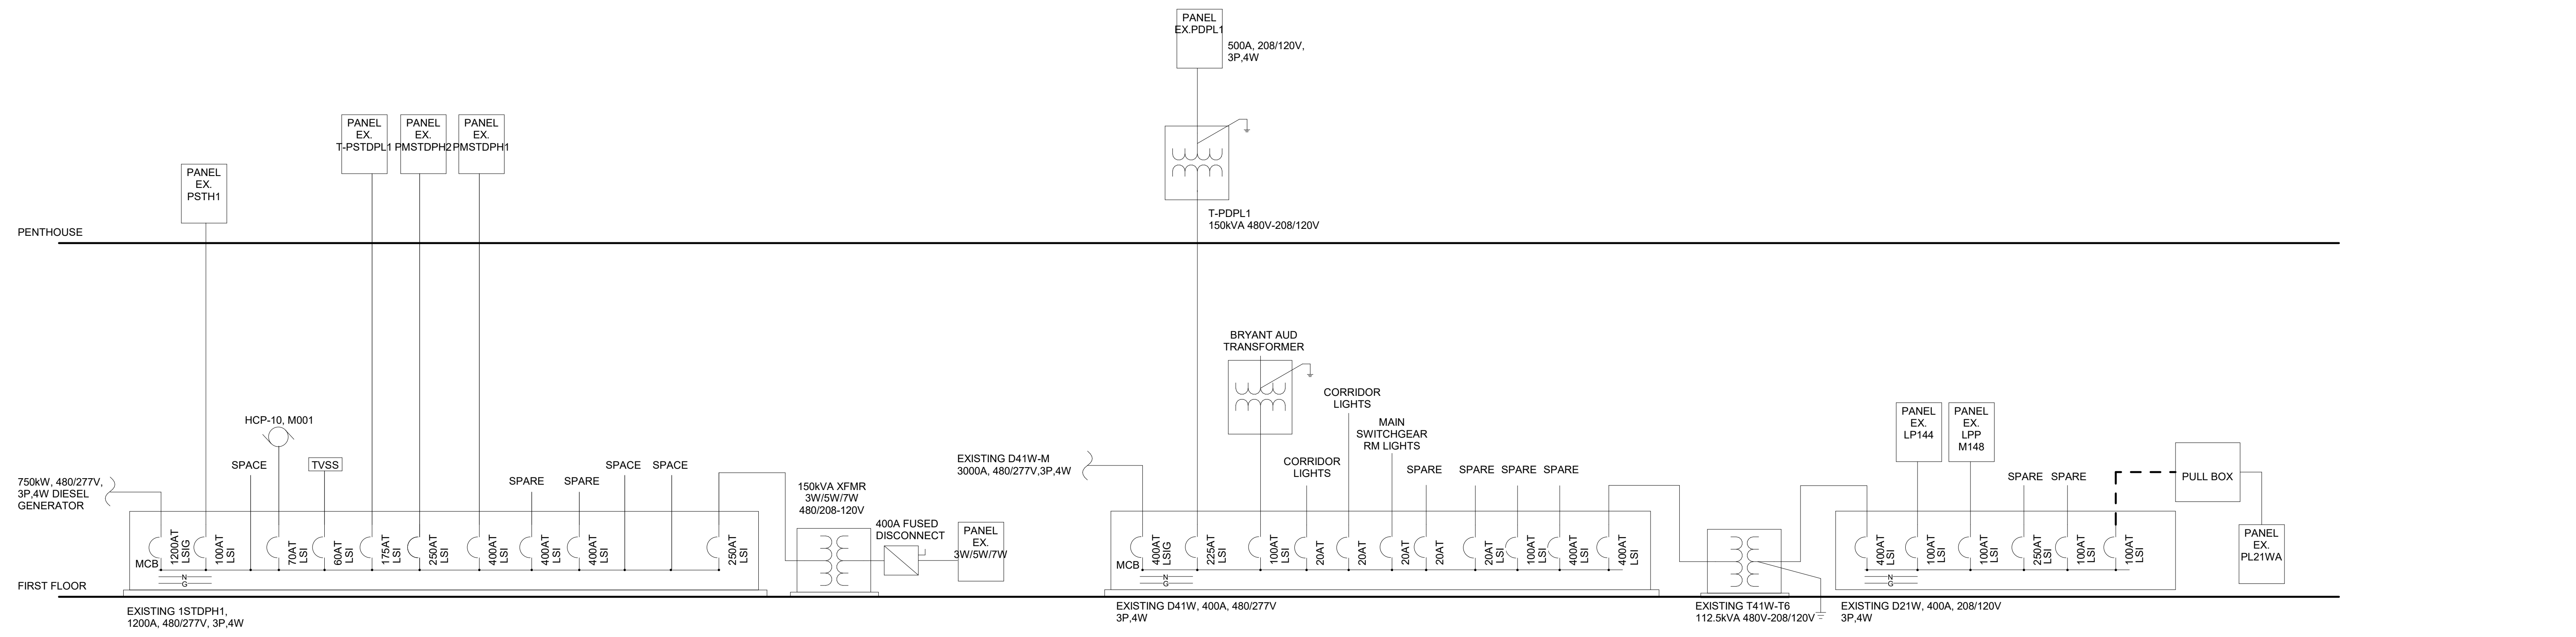 PANEL
EX.PDPL1
500A, 208/120V,
3P,4W
PANEL
EX.
T-PSTDPL1
PANEL
EX.
PMSTDPH2
PANEL
EX.
PMSTDPH1
PANEL
EX.
PSTH1
T-PDPL1
150kVA 480V-208/120V
PENTHOUSE
BRYANT AUD
TRANSFORMER
CORRIDOR
LIGHTS
MAIN
SWITCHGEAR
RM LIGHTS
HCP-10, M001
TVSS
SPACE
SPARE
SPARE
SPACE
SPACE
750kW, 480/277V,
3P,4W DIESEL
GENERATOR
MCB
1200AT
LSIG
100AT
LSI
70AT
LSI
60AT
LSI
175AT
LSI
250AT
LSI
400AT
LSI
400AT
LSI
400AT
LSI
250AT
LSI
N
G
150kVA XFMR
3W/5W/7W
480/208-120V
400A FUSED
DISCONNECT
PANEL
EX.
3W/5W/7W
EXISTING D41W-M
3000A, 480/277V,3P,4W
CORRIDOR
LIGHTS
SPARE
SPARE
SPARE
SPARE
MCB
400AT
LSIG
225AT
LSI
100AT
LSI
20AT
20AT
20AT
20AT
20AT
LSI
100AT
LSI
400AT
LSI
400AT
LSI
N
G
PANEL
EX.
LP144
PANEL
EX.
LPP
M148
SPARE
SPARE
PULL BOX
400AT
LSI
100AT
LSI
100AT
LSI
250AT
LSI
100AT
LSI
100AT
LSI
N
G
PANEL
EX.
PL21WA
FIRST FLOOR
EXISTING 1STDPH1,
1200A, 480/277V, 3P,4W
EXISTING D41W, 400A, 480/277V
3P,4W
EXISTING T41W-T6
112.5kVA 480V-208/120V
EXISTING D21W, 400A, 208/120V
3P,4W